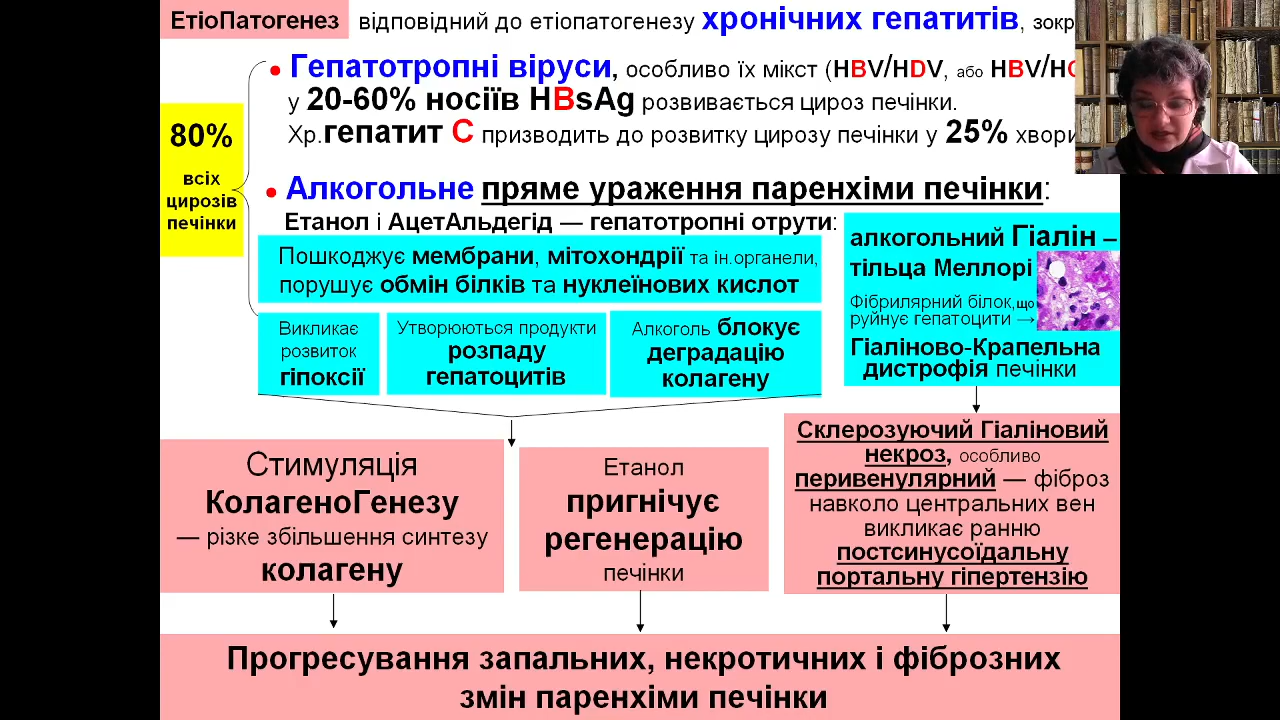 ЕтіоПатогенез
відповідний до етіопатогенезу хронічних гепатитів, зокр
• Гепатотропні віруси, особливо їх мікст (HBV/HDV, або HBV/H
у 20-60% носіїв HBsAg розвивається цироз печінки.
Хр.гепатит С призводить до розвитку цирозу печінки у 25% хвори
80%
всіх
цирозів
печінки
• Алкогольне пряме ураження паренхіми печінки:
Етанол і АцетАльдегід — гепатотропні отрути:
Пошкоджує мембрани, мітохондрії та ін.органели,
порушує обмін білків та нуклеїнових кислот
алкогольний Гіалін –
тільца Меллорі
Фібрилярний білок,що
руйнує гепатоцити →
Гіаліново-Крапельна
дистрофія печінки
Викликає
розвиток
гіпоксії
Утворюються продукти
розпаду
гепатоцитів
Алкоголь блокує
деградацію
колагену
Стимуляція
КолагеноГенезу
— різке збільшення синтезу
колагену
Етанол
пригнічує
регенерацію
печінки
Склерозуючий Гіаліновий
некроз, особливо
перивенулярний — фіброз
навколо центральних вен
викликає ранню
постсинусоїдальну
портальну гіпертензію
Прогресування запальних, некротичних і фіброзних
змін паренхіми печінки